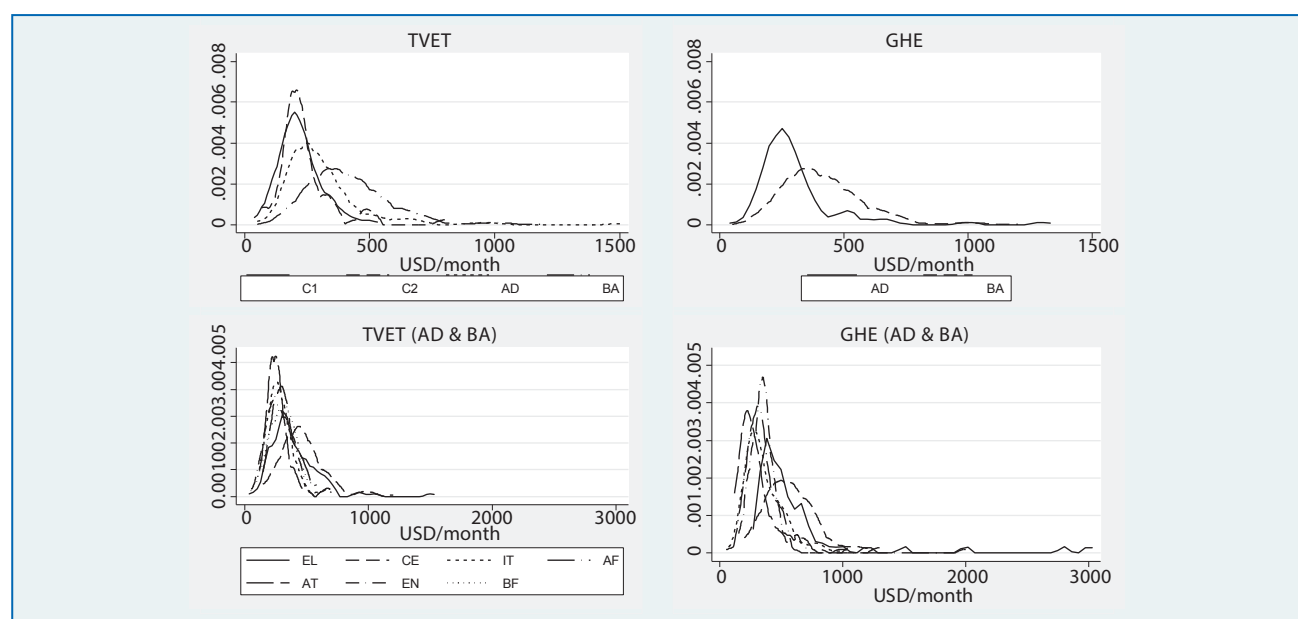 TVET
0 .002 .004 .006 .008
0 500 1000 1500
USD/month
C1 C2 AD BA
GHE
0 .002 .004 .006 .008
0 500 1000 1500
USD/month
AD BA
TVET (AD & BA)
0 .001 .002 .003 .004 .005
0 1000 2000 3000
USD/month
EL CE IT AF
AT EN BF
GHE (AD & BA)
0 .001 .002 .003 .004 .005
0 1000 2000 3000
USD/month